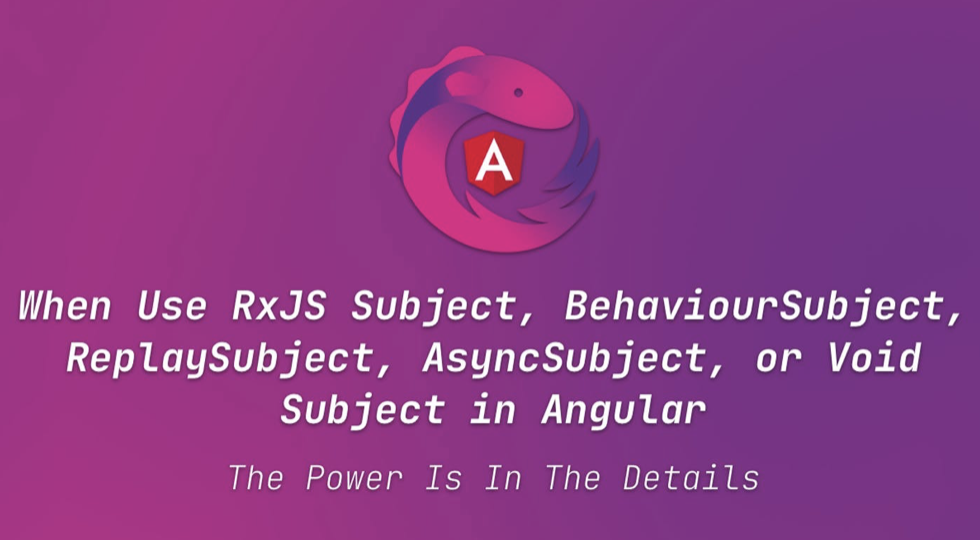 A
When Use RxJS Subject, BehaviourSubject,
ReplaySubject, AsyncSubject, or Void
Subject in Angular
The Power Is In The Details